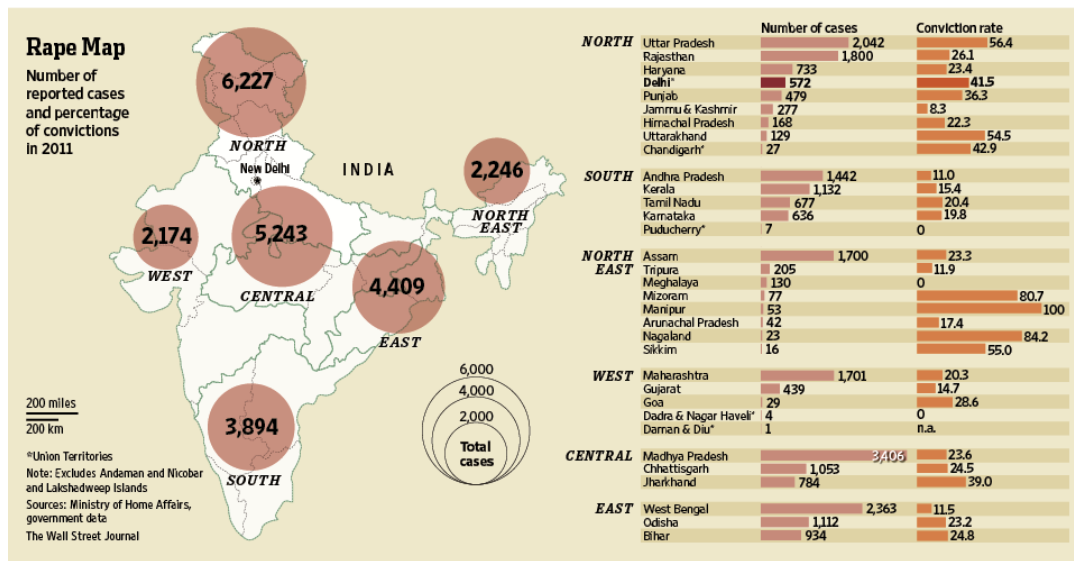 Rape Map
Number of
reported cases
and percentage
of convictions
in 2011
6,227
NORTH
New Delhi
INDIA
2,246
NORTH
EAST
2,174
WEST
5,243
CENTRAL
4,409
EAST
3,894
SOUTH
200 miles
200 km
6,000
4,000
2,000
Total
cases
*Union Territories
Note: Excludes Andaman and Nicobar
and Lakshadweep Islands
Sources: Ministry of Home Affairs,
government data
The Wall Street Journal
Number of cases Conviction rate
NORTH Uttar Pradesh 2,042 56.4
Rajasthan 1,800 26.1
Haryana 733 23.4
Delhi* 572 41.5
Punjab 479 36.3
Jammu & Kashmir 277 8.3
Himachal Pradesh 168 22.3
Uttarakhand 129 54.5
Chandigarh* 27 42.9
SOUTH Andhra Pradesh 1,442 11.0
Kerala 1,132 15.4
Tamil Nadu 677 20.4
Karnataka 636 19.8
Puducherry* 7 0
NORTH Assam 1,700 23.3
EAST Tripura 205 11.9
Meghalaya 130 0
Mizoram 77 80.7
Manipur 53 100
Arunachal Pradesh 42 17.4
Nagaland 23 84.2
Sikkim 16 55.0
WEST Maharashtra 1,701 20.3
Gujarat 439 14.7
Goa 29 28.6
Dadra & Nagar Haveli* 4 0
Daman & Diu* 1 n.a.
CENTRAL Madhya Pradesh 3,406 23.6
Chhattisgarh 1,053 24.5
Jharkhand 784 39.0
EAST West Bengal 2,363 11.5
Odisha 1,112 23.2
Bihar 934 24.8